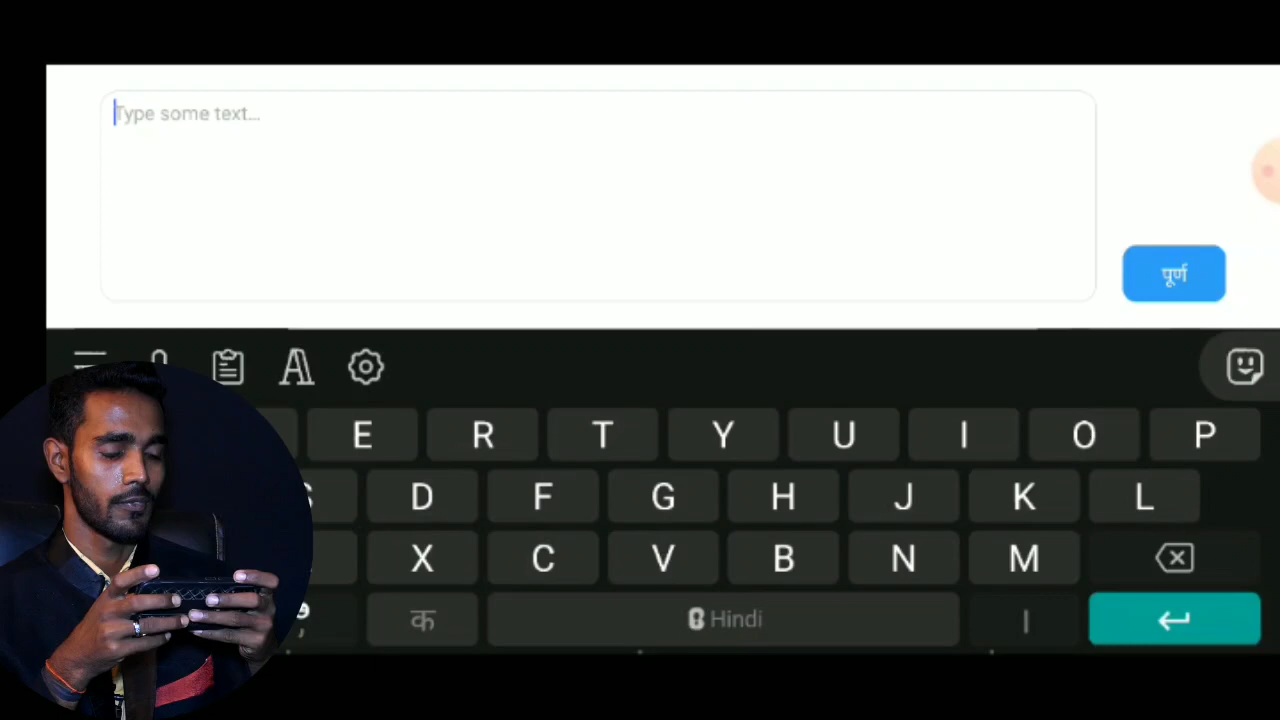 Type some text...
पूर्ण
E R T Y U I O P
S D F G H J K L
X C V B N M
, क Hindi |